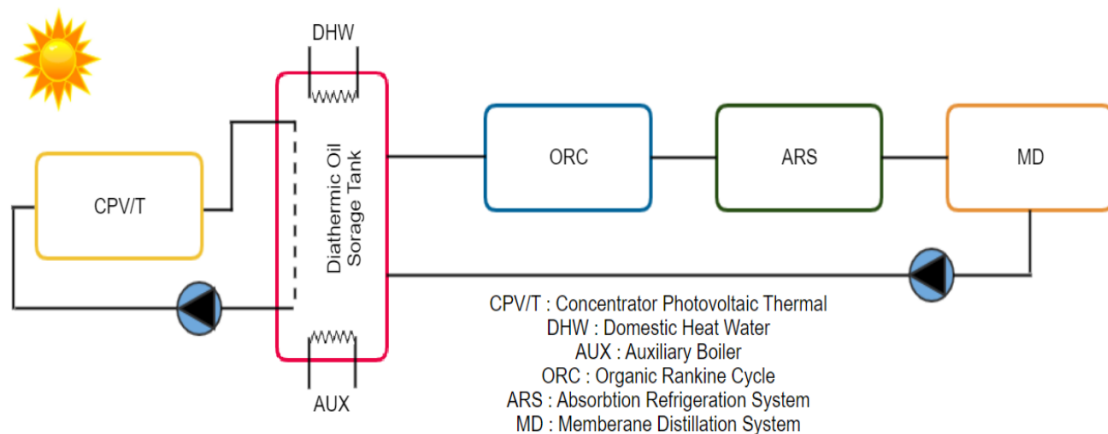 DHW
CPV/T
Diathermic Oil
Sorage Tank
ORC
ARS
MD
AUX
CPV/T : Concentrator Photovoltaic Thermal
DHW : Domestic Heat Water
AUX : Auxiliary Boiler
ORC : Organic Rankine Cycle
ARS : Absorbtion Refrigeration System
MD : Memberane Distillation System